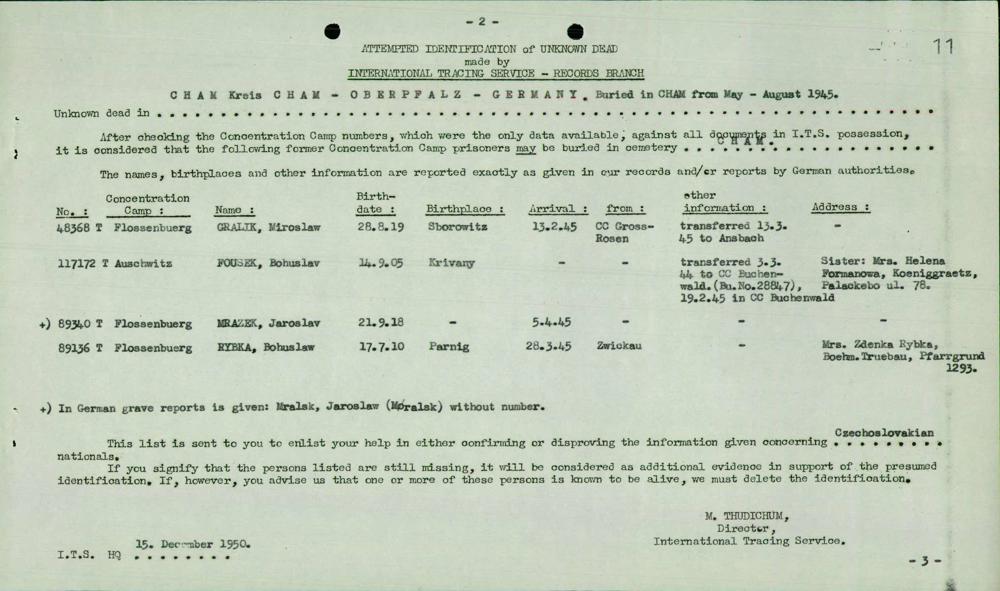 - 2 -
11
ATTEMPTED IDENTIFICATION of UNKNOWN DEAD
made by
INTERNATIONAL TRACING SERVICE - RECORDS BRANCH
C H A M Kreis C H A M - O B E R P F A L Z - G E R M A N Y . Buried in CHAM from May - August 1945.
Unknown dead in . . . . . . . . . . . . . . . . . . . . . . . . . . . . . . . . . . . . . . . . . .
After checking the Concentration Camp numbers, which were the only data available, against all documents in I.T.S. possession,
C H A M .
it is considered that the following former Concentration Camp prisoners may be buried in cemetery . . . . . . . . . . . . . . .
The names, birthplaces and other information are reported exactly as given in our records and/or reports by German authorities.
Concentration Birth- other
No. : Camp : Name : date : Birthplace : Arrival : from : information : Address :
48368 T Flossenbuerg GRALIK, Miroslaw 28.8.19 Sborowitz 13.2.45 CC Gross- transferred 13.3. -
Rosen 45 to Ansbach
117172 T Auschwitz FOUSEK, Bohuslav 14.9.05 Krivany - - transferred 3.3. Sister: Mrs. Helena
44 to CC Buchen- Formanowa, Koeniggraetz,
wald.(Bu.No.28847), Palackebo ul. 78.
19.2.45 in CC Buchenwald
+) 89340 T Flossenbuerg MRAZEK, Jaroslav 21.9.18 - 5.4.45 - - -
89136 T Flossenbuerg RYBKA, Bohuslaw 17.7.10 Parnig 28.3.45 Zwickau - Mrs. Zdenka Rybka,
Boehm.Truebau, Pfarrgrund
1293.
+) In German grave reports is given: Mralsk, Jaroslaw (Moralsk) without number.
Czechoslovakian
This list is sent to you to enlist your help in either confirming or disproving the information given concerning . . . . . . . . .
nationals.
If you signify that the persons listed are still missing, it will be considered as additional evidence in support of the presumed
identification. If, however, you advise us that one or more of these persons is known to be alive, we must delete the identification.
M. THUDICHUM,
Director,
International Tracing Service.
15. December 1950.
I.T.S. HQ . . . . . . . .
- 3 -